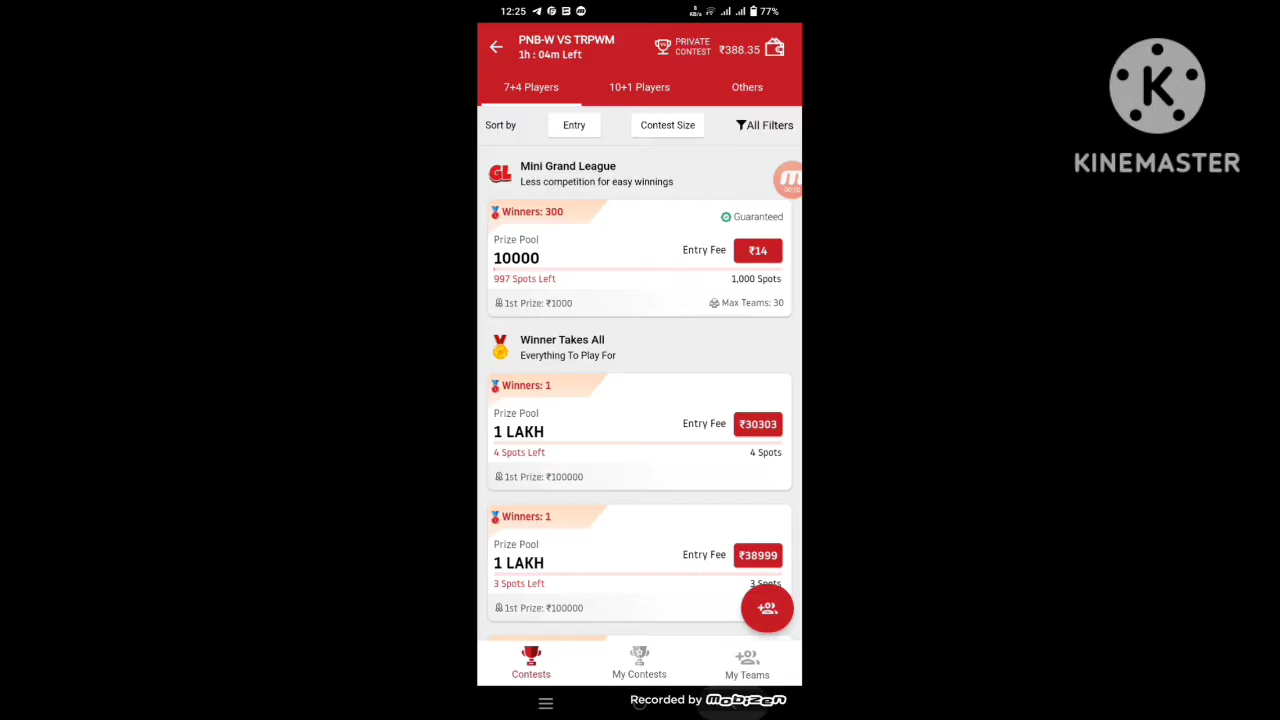 12:25
77%
PNB-W VS TRPWM
1h : 04m Left
PRIVATE
CONTEST
₹388.35
7+4 Players
10+1 Players
Others
Sort by
Entry
Contest Size
All Filters
GL
Mini Grand League
Less competition for easy winnings
Winners: 300
Guaranteed
Prize Pool
10000
Entry Fee
₹14
997 Spots Left
1,000 Spots
1st Prize: ₹1000
Max Teams: 30
Winner Takes All
Everything To Play For
Winners: 1
Prize Pool
1 LAKH
Entry Fee
₹30303
4 Spots Left
4 Spots
1st Prize: ₹100000
Winners: 1
Prize Pool
1 LAKH
Entry Fee
₹38999
3 Spots Left
3 Spots
1st Prize: ₹100000
Contests
My Contests
My Teams
Recorded by mobizen
K
KINEMASTER